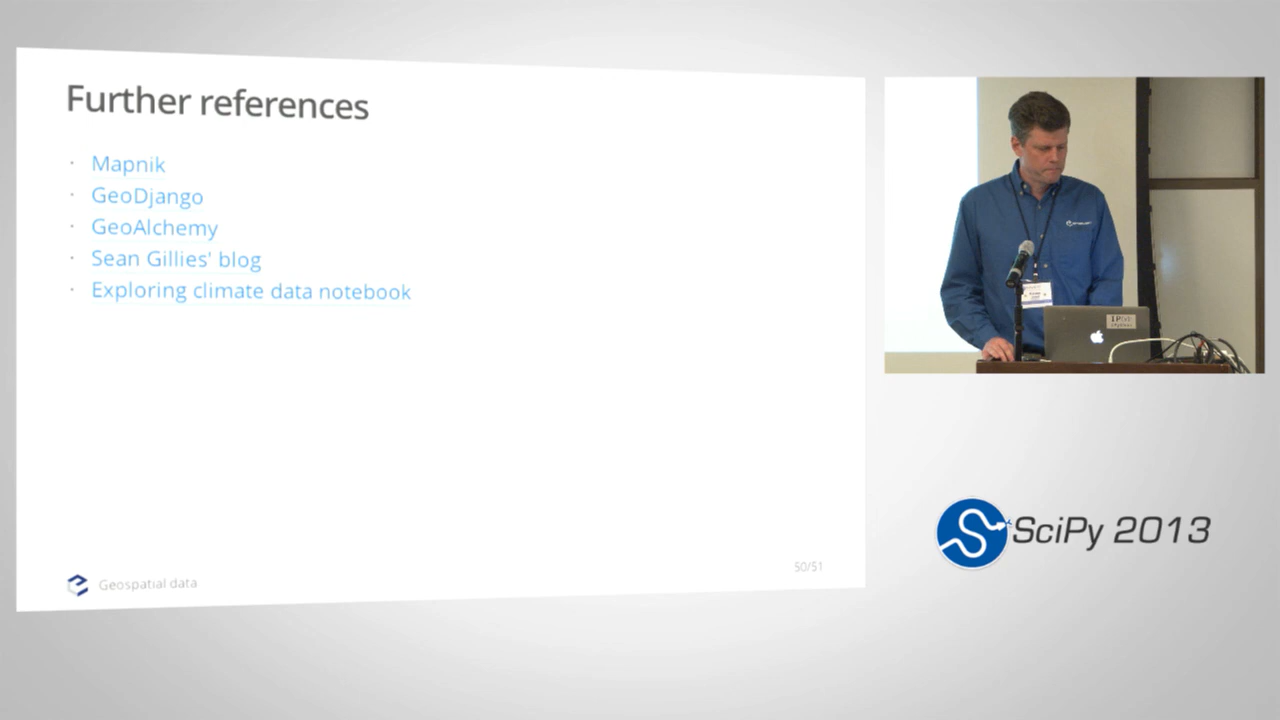 Further references
· Mapnik
· GeoDjango
· GeoAlchemy
· Sean Gillies' blog
· Exploring climate data notebook
Geospatial data
50/51
SciPy 2013